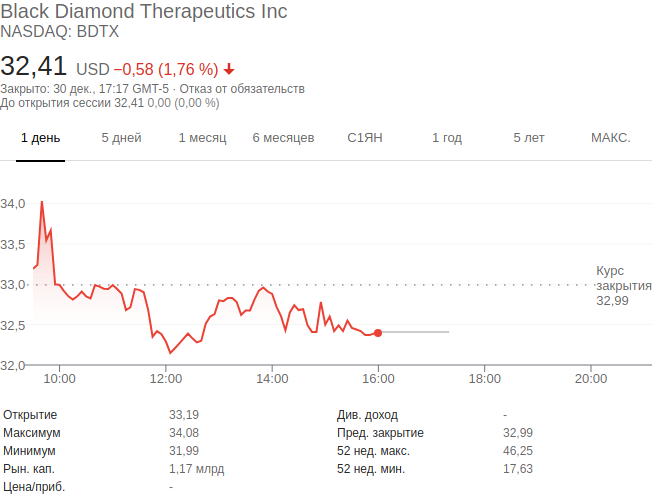 Black Diamond Therapeutics Inc
NASDAQ: BDTX
32,41 USD −0,58 (1,76 %)
Закрыто: 30 дек., 17:17 GMT-5 · Отказ от обязательств
До открытия сессии 32,41 0,00 (0,00 %)
1 день 5 дней 1 месяц 6 месяцев С1ЯН 1 год 5 лет МАКС.
34,0
33,5
33,0
32,5
32,0
Курс
закрытия
32,99
10:00 12:00 14:00 16:00 18:00 20:00
Открытие 33,19 Див. доход -
Максимум 34,08 Пред. закрытие 32,99
Минимум 31,99 52 нед. макс. 46,25
Рын. кап. 1,17 млрд 52 нед. мин. 17,63
Цена/приб. -